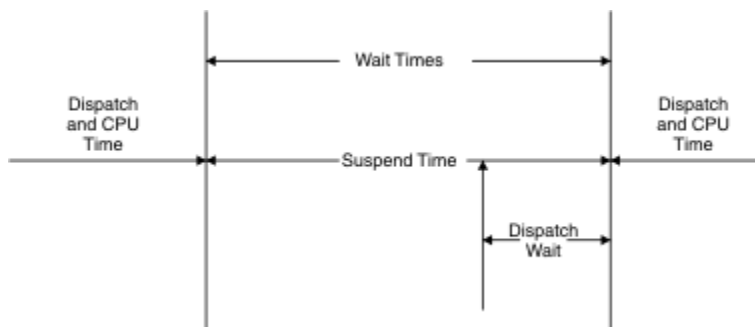 Wait Times
Dispatch
and CPU
Time
Dispatch
and CPU
Time
Suspend Time
Dispatch
Wait